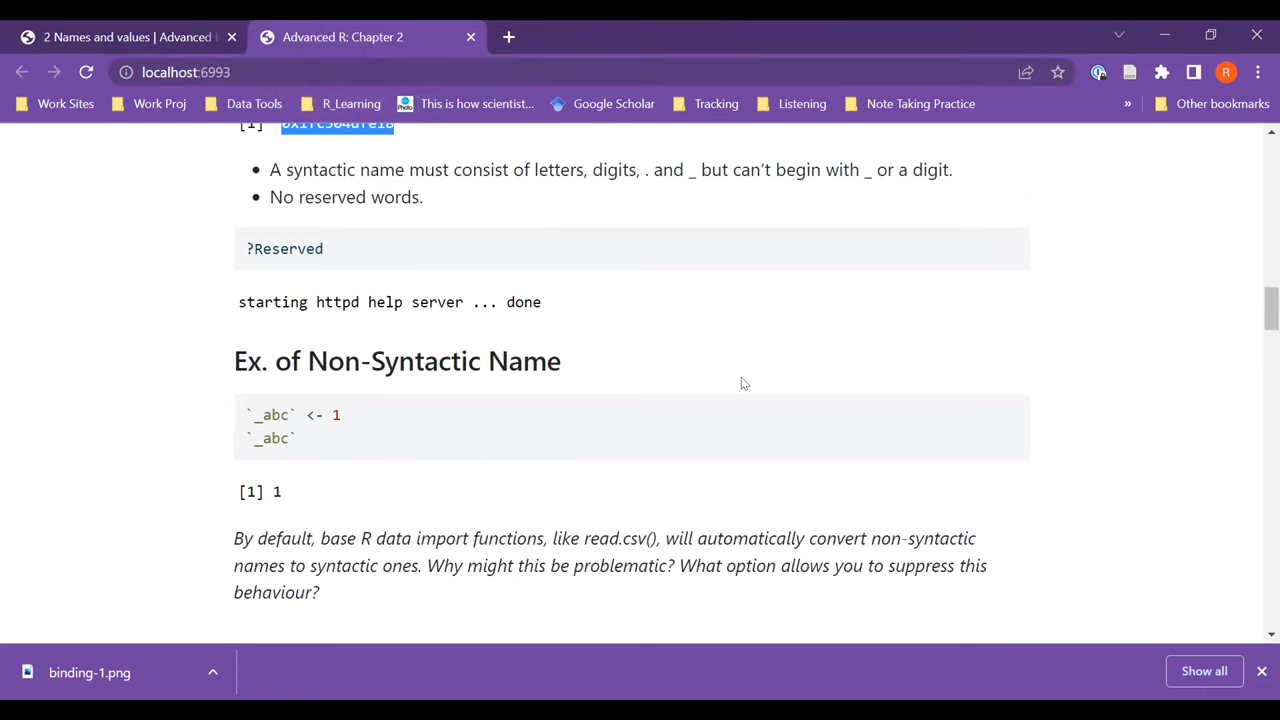 2 Names and values | Advanced
Advanced R: Chapter 2
localhost:6993
R
Work Sites
Work Proj
Data Tools
R_Learning
Photo
This is how scientist...
Google Scholar
Tracking
Listening
Note Taking Practice
»
Other bookmarks
[1]
• A syntactic name must consist of letters, digits, . and _ but can’t begin with _ or a digit.
• No reserved words.
?Reserved
starting httpd help server ... done
Ex. of Non-Syntactic Name
`_abc` <- 1
`_abc`
[1] 1
By default, base R data import functions, like read.csv(), will automatically convert non-syntactic
names to syntactic ones. Why might this be problematic? What option allows you to suppress this
behaviour?
binding-1.png
Show all